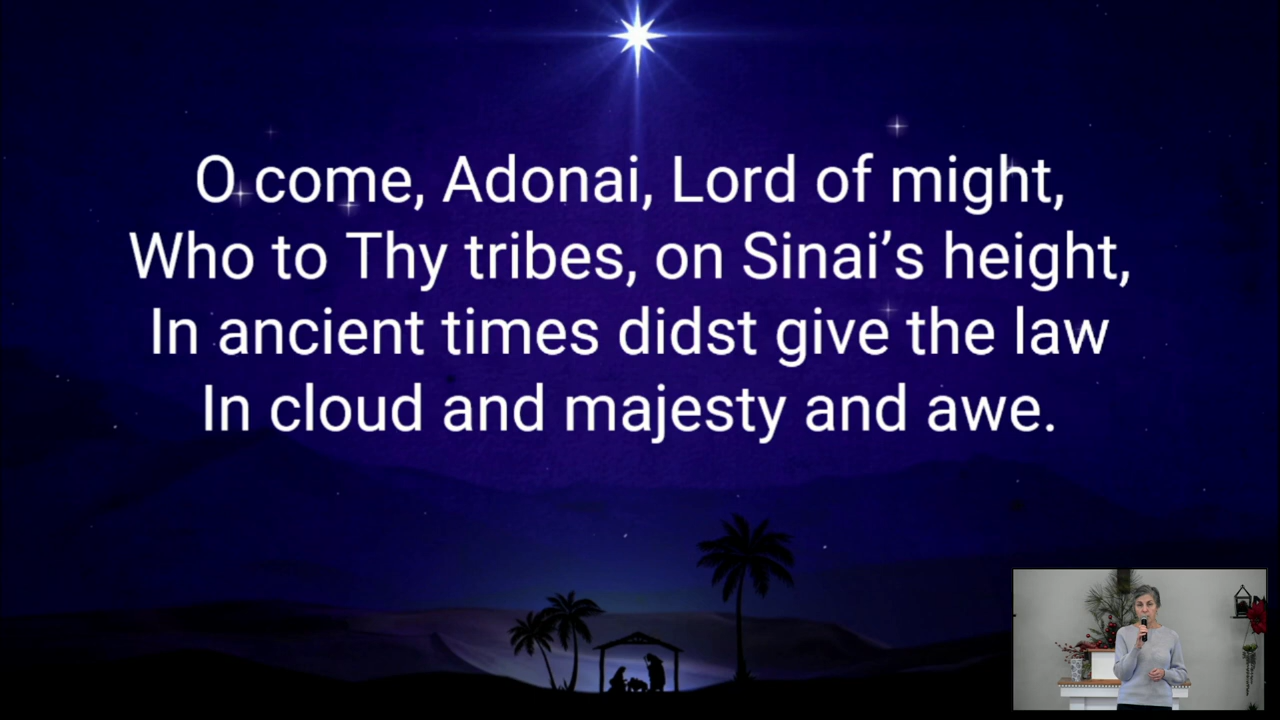 O come, Adonai, Lord of might,
Who to Thy tribes, on Sinai’s height,
In ancient times didst give the law
In cloud and majesty and awe.